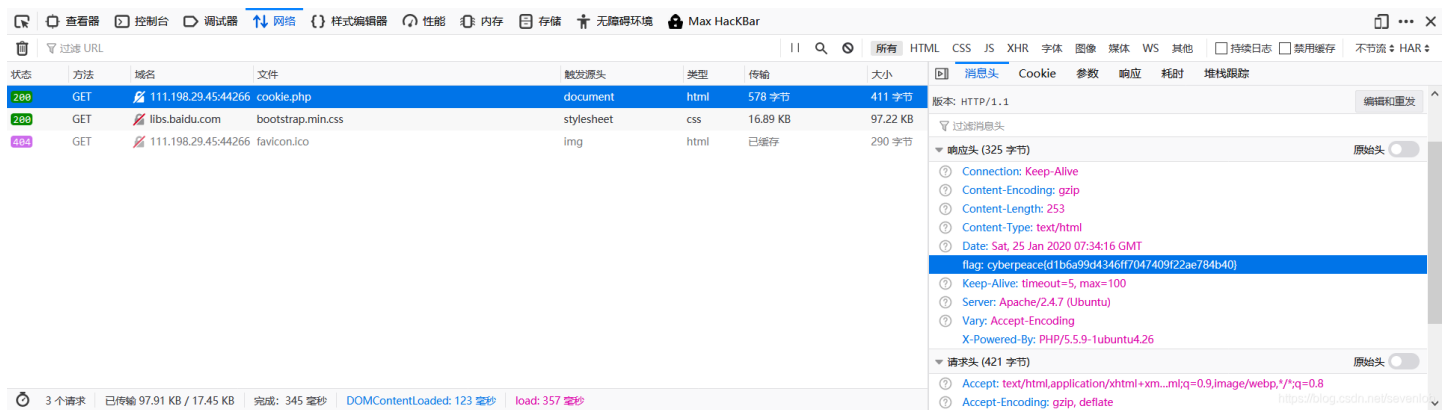 查看器 控制台 调试器 网络 {} 样式编辑器 性能 内存 存储 无障碍环境 Max HacKBar
过滤 URL 所有 HTML CSS JS XHR 字体 图像 媒体 WS 其他 持续日志 禁用缓存 不节流 HAR
状态 方法 域名 文件 触发源头 类型 传输 大小
200 GET 111.198.29.45:44266 cookie.php document html 578 字节 411 字节
200 GET libs.baidu.com bootstrap.min.css stylesheet css 16.89 KB 97.22 KB
404 GET 111.198.29.45:44266 favicon.ico img html 已缓存 290 字节
3 个请求 已传输 97.91 KB / 17.45 KB 完成: 345 毫秒 DOMContentLoaded: 123 毫秒 load: 357 毫秒
消息头 Cookie 参数 响应 耗时 堆栈跟踪
版本: HTTP/1.1 编辑和重发
过滤消息头
响应头 (325 字节) 原始头
Connection: Keep-Alive
Content-Encoding: gzip
Content-Length: 253
Content-Type: text/html
Date: Sat, 25 Jan 2020 07:34:16 GMT
flag: cyberpeace{d1b6a99d4346ff7047409f22ae784b40}
Keep-Alive: timeout=5, max=100
Server: Apache/2.4.7 (Ubuntu)
Vary: Accept-Encoding
X-Powered-By: PHP/5.5.9-1ubuntu4.26
请求头 (421 字节) 原始头
Accept: text/html,application/xhtml+xm...ml;q=0.9,image/webp,*/*;q=0.8
Accept-Encoding: gzip, deflate